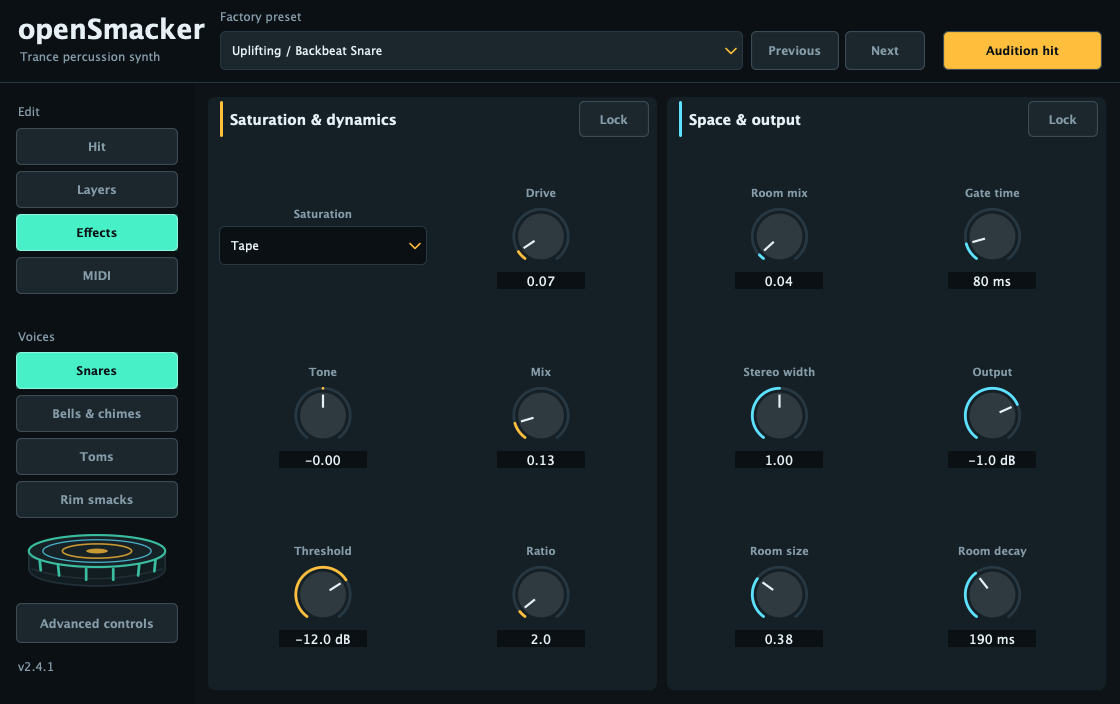 openSmacker
Trance percussion synth
Factory preset
Uplifting / Backbeat Snare
Previous
Next
Audition hit
Edit
Hit
Layers
Effects
MIDI
Voices
Snares
Bells & chimes
Toms
Rim smacks
Advanced controls
v2.4.1
Saturation & dynamics
Lock
Saturation
Tape
Drive
0.07
Tone
-0.00
Mix
0.13
Threshold
-12.0 dB
Ratio
2.0
Space & output
Lock
Room mix
0.04
Gate time
80 ms
Stereo width
1.00
Output
-1.0 dB
Room size
0.38
Room decay
190 ms